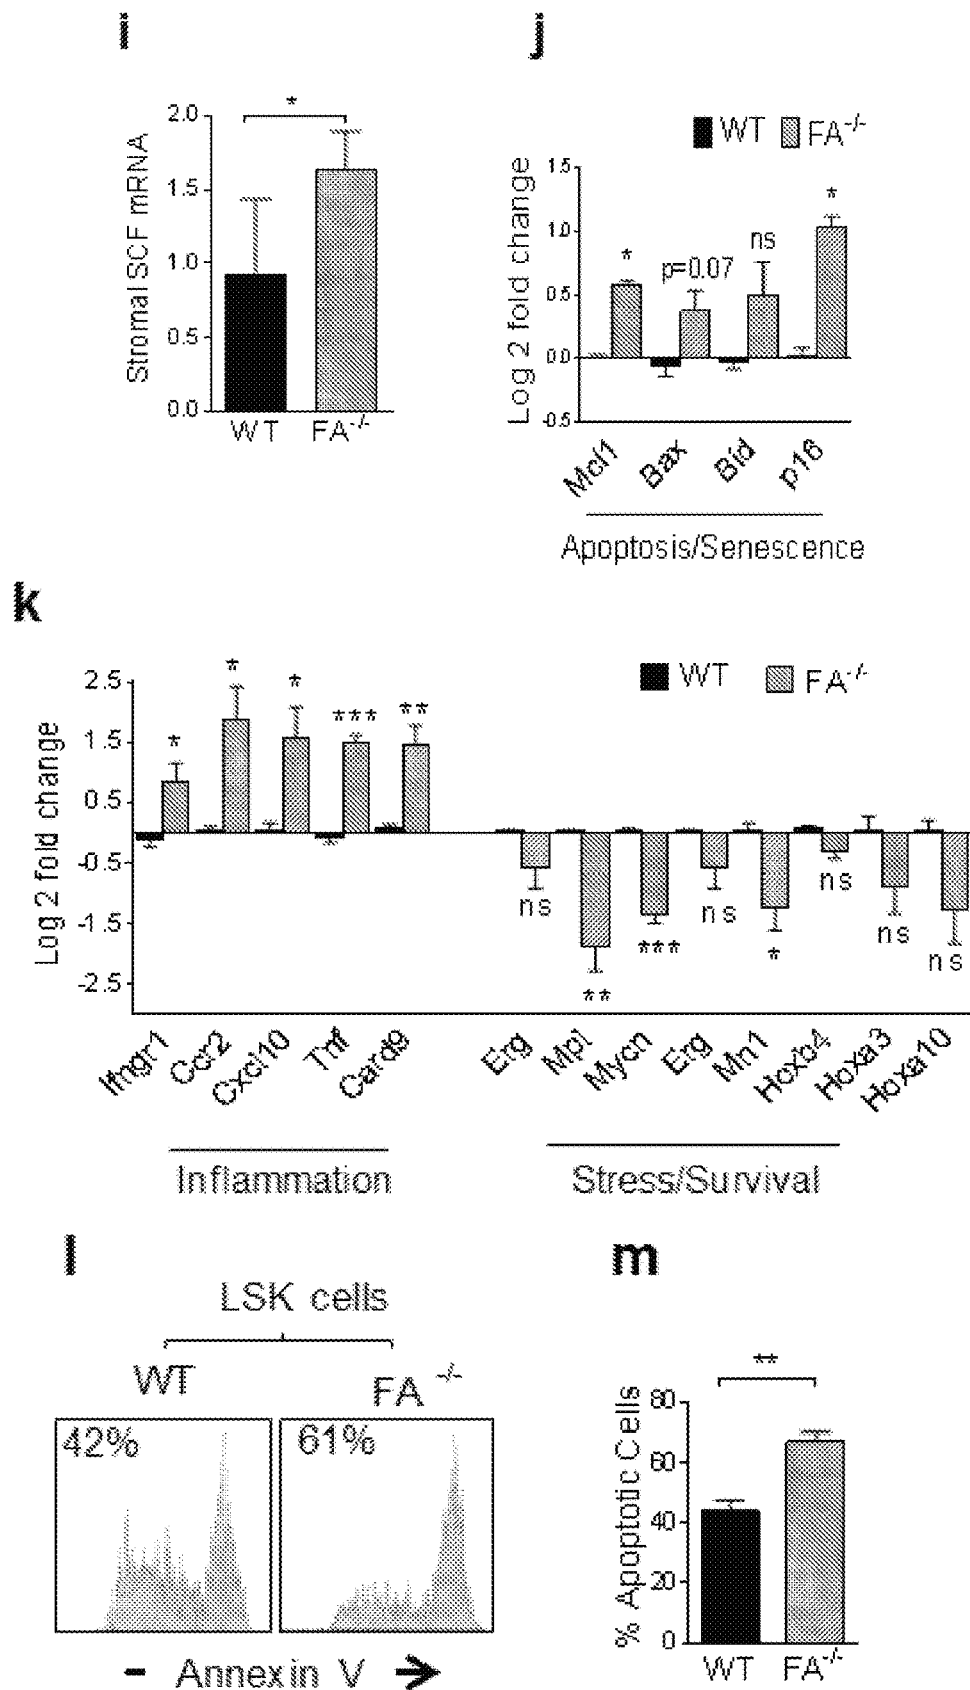 i
*
2.0
1.5
1.0
0.5
0.0
Stromal SCF mRNA
WT
FA-/-
j
WT
FA-/-
1.5
1.0
0.5
0.0
-0.5
Log 2 fold change
*
p=0.07
ns
*
Mcl1
Bax
Bid
p16
Apoptosis/Senescence
k
WT
FA-/-
2.5
1.5
0.5
-0.5
-1.5
-2.5
Log 2 fold change
*
*
*
***
**
ns
**
***
ns
*
ns
ns
ns
Ifngr1
Ccr2
Cxcl10
Tnf
Card9
Erg
Mpl
Mycn
Erg
Mn1
Hoxb4
Hoxa3
Hoxa10
Inflammation
Stress/Survival
l
LSK cells
WT
FA -/-
42%
61%
- Annexin V →
m
**
80
60
40
20
0
% Apoptotic Cells
WT
FA-/-